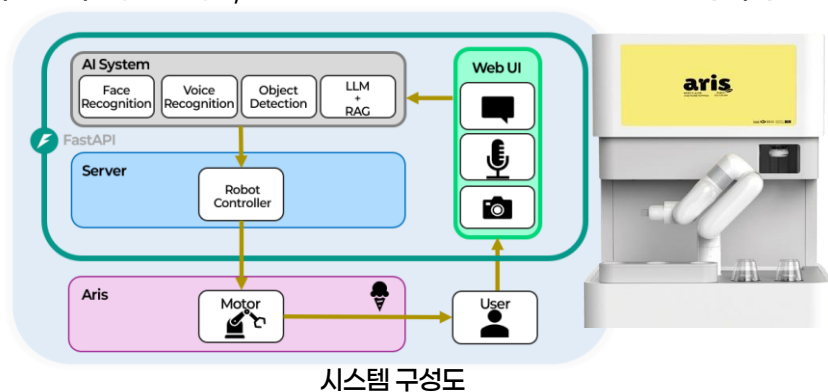 AI System
Face
Recognition
Voice
Recognition
Object
Detection
LLM
+
RAG
Web UI
FastAPI
Server
Robot
Controller
Aris
Motor
User
aris
시스템 구성도